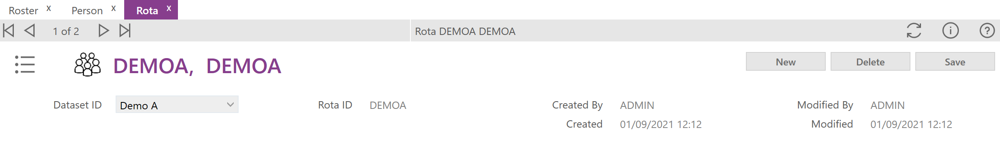 Roster x Person x Rota x
1 of 2 Rota DEMOA DEMOA
DEMOA, DEMOA New Delete Save
Dataset ID Demo A Rota ID DEMOA Created By ADMIN Modified By ADMIN
Created 01/09/2021 12:12 Modified 01/09/2021 12:12